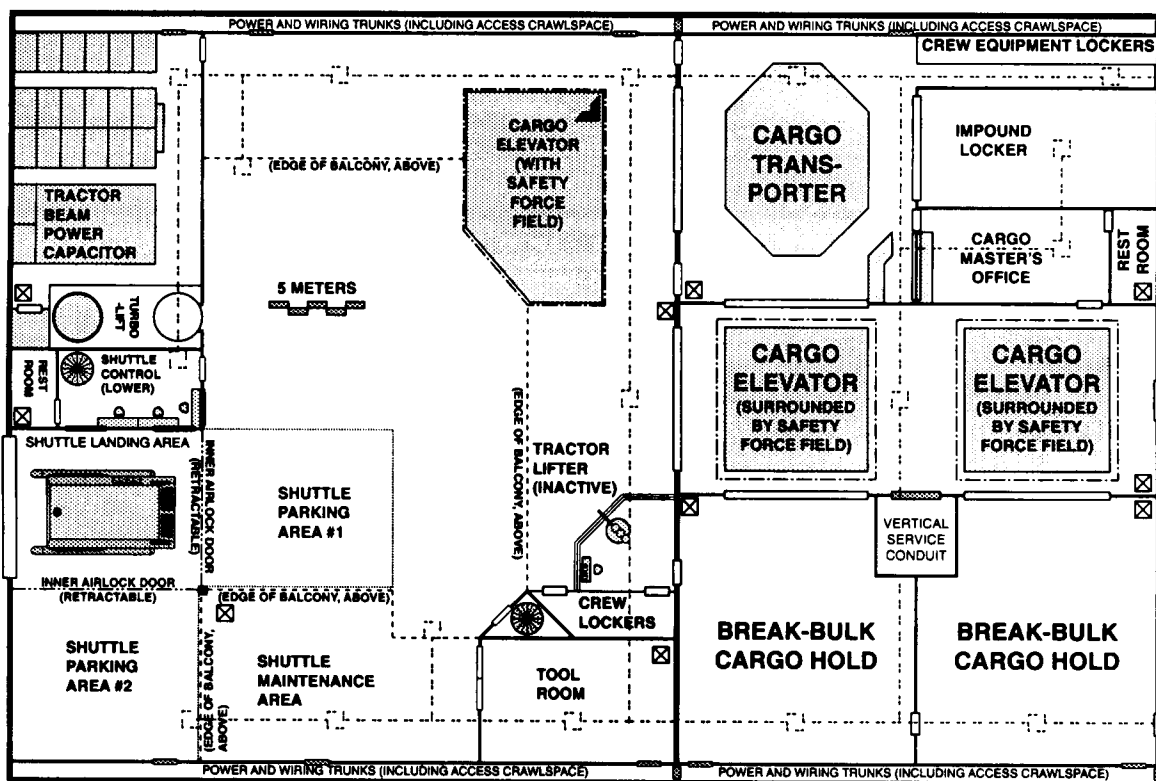 POWER AND WIRING TRUNKS (INCLUDING ACCESS CRAWLSPACE)
POWER AND WIRING TRUNKS (INCLUDING ACCESS CRAWLSPACE)
CREW EQUIPMENT LOCKERS
CARGO
ELEVATOR
(WITH
SAFETY
FORCE
FIELD)
CARGO
TRANS-
PORTER
IMPOUND
LOCKER
(EDGE OF BALCONY, ABOVE)
TRACTOR
BEAM
POWER
CAPACITOR
CARGO
MASTER'S
OFFICE
REST
ROOM
5 METERS
TURBO
-LIFT
REST
ROOM
SHUTTLE
CONTROL
(LOWER)
CARGO
ELEVATOR
(SURROUNDED
BY SAFETY
FORCE FIELD)
CARGO
ELEVATOR
(SURROUNDED
BY SAFETY
FORCE FIELD)
(EDGE OF BALCONY, ABOVE)
SHUTTLE LANDING AREA
INNER AIRLOCK DOOR
(RETRACTABLE)
TRACTOR
LIFTER
(INACTIVE)
SHUTTLE
PARKING
AREA #1
VERTICAL
SERVICE
CONDUIT
INNER AIRLOCK DOOR
(RETRACTABLE)
(EDGE OF BALCONY, ABOVE)
CREW
LOCKERS
BREAK-BULK
CARGO HOLD
BREAK-BULK
CARGO HOLD
SHUTTLE
PARKING
AREA #2
(EDGE OF BALCONY,
ABOVE)
SHUTTLE
MAINTENANCE
AREA
TOOL
ROOM
POWER AND WIRING TRUNKS (INCLUDING ACCESS CRAWLSPACE)
POWER AND WIRING TRUNKS (INCLUDING ACCESS CRAWLSPACE)